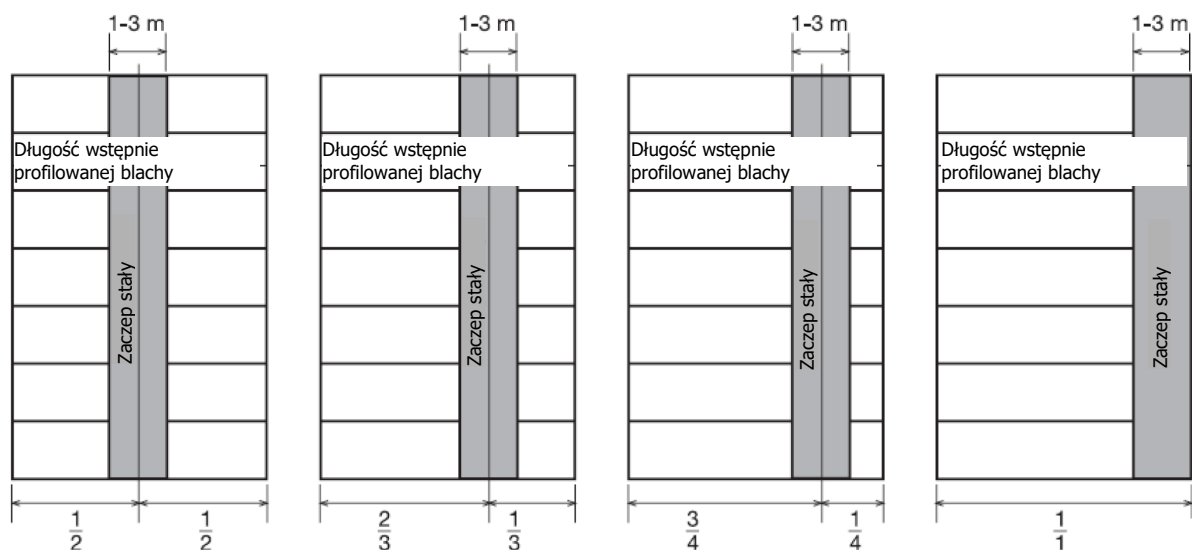 1-3 m
1-3 m
1-3 m
1-3 m
Długość wstępnie
profilowanej blachy
Długość wstępnie
profilowanej blachy
Długość wstępnie
profilowanej blachy
Długość wstępnie
profilowanej blachy
Zaczep stały
Zaczep stały
Zaczep stały
Zaczep stały
1/2
1/2
2/3
1/3
3/4
1/4
1/1